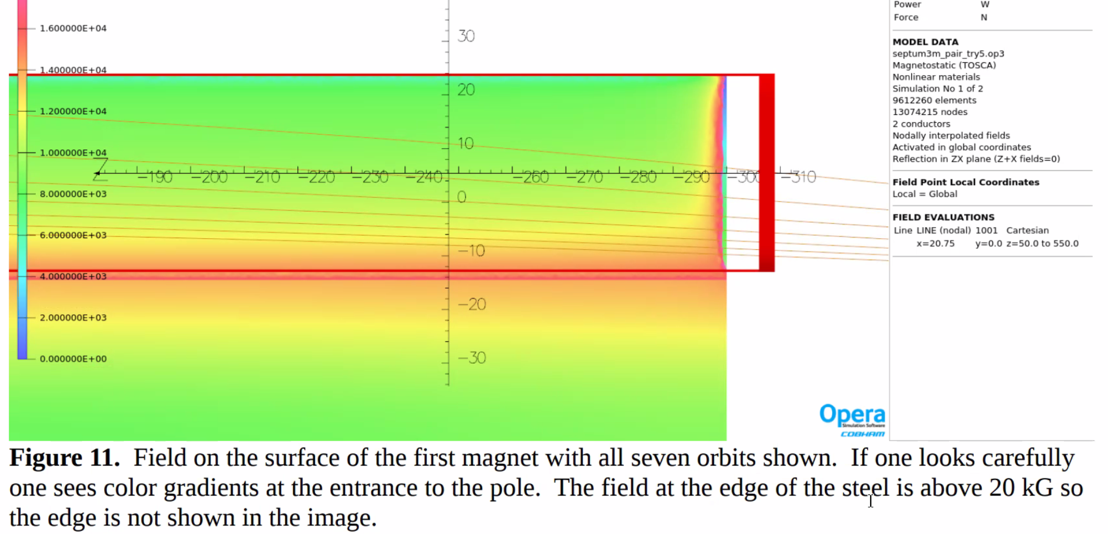 Power W
Force N
MODEL DATA
septum3m_pair_try5.op3
Magnetostatic (TOSCA)
Nonlinear materials
Simulation No 1 of 2
9612260 elements
13074215 nodes
2 conductors
Nodally interpolated fields
Activated in global coordinates
Reflection in ZX plane (Z+X fields=0)
Field Point Local Coordinates
Local = Global
FIELD EVALUATIONS
Line LINE (nodal) 1001 Cartesian
x=20.75 y=0.0 z=50.0 to 550.0
1.600000E+04
1.400000E+04
1.200000E+04
1.000000E+04
8.000000E+03
6.000000E+03
4.000000E+03
2.000000E+03
0.000000E+00
30
20
10
0
−10
−20
−30
Z
−190 −200 −210 −220 −230 −240 −260 −270 −280 −290 −300 −310
Opera
Simulation Software
COBHAM
Figure 11. Field on the surface of the first magnet with all seven orbits shown. If one looks carefully
one sees color gradients at the entrance to the pole. The field at the edge of the steel is above 20 kG so
the edge is not shown in the image.